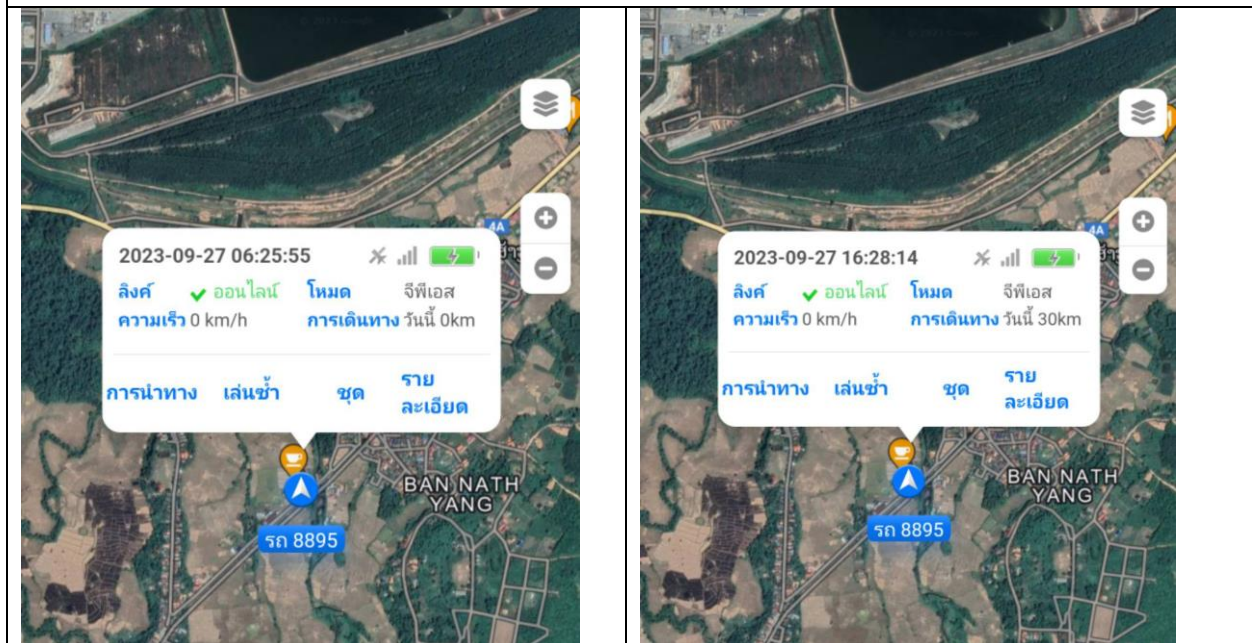 2023-09-27 06:25:55
ลิงค์ ออนไลน์ โหมด จีพีเอส
ความเร็ว 0 km/h การเดินทาง วันนี้ 0km
การนำทาง เล่นซ้ำ ชุด ราย
ละเอียด
4A
BAN NATH
YANG
รถ 8895
2023-09-27 16:28:14
ลิงค์ ออนไลน์ โหมด จีพีเอส
ความเร็ว 0 km/h การเดินทาง วันนี้ 30km
การนำทาง เล่นซ้ำ ชุด ราย
ละเอียด
4A
BAN NATH
YANG
รถ 8895